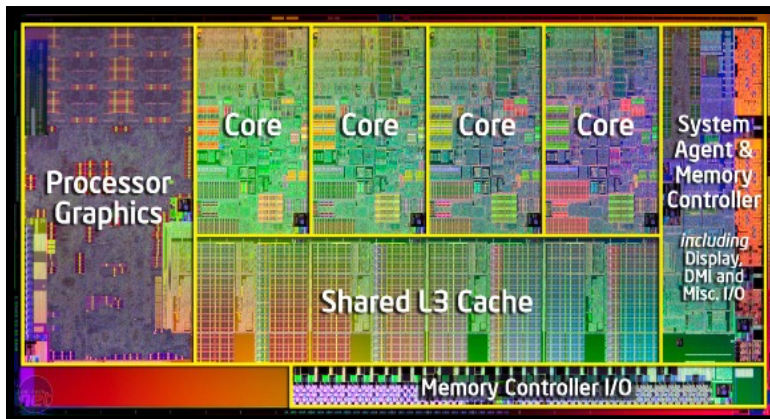 Processor
Graphics
Core
Core
Core
Core
System
Agent &
Memory
Controller
including
Display,
DMI and
Misc. I/O
Shared L3 Cache
Memory Controller I/O